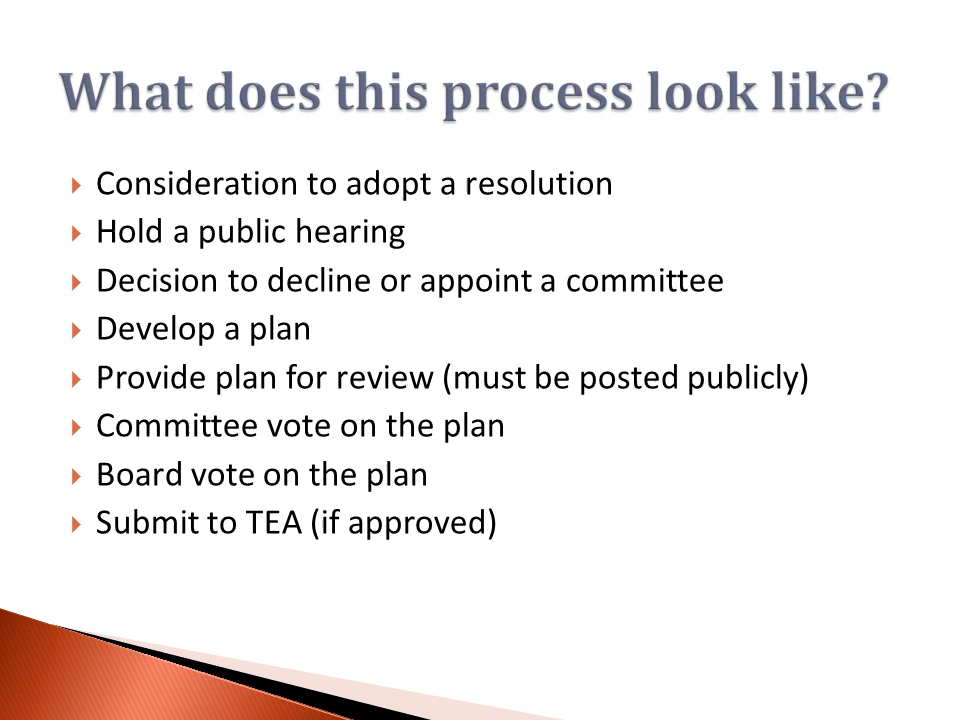 What does this process look like?
Consideration to adopt a resolution
Hold a public hearing
Decision to decline or appoint a committee
Develop a plan
Provide plan for review (must be posted publicly)
Committee vote on the plan
Board vote on the plan
Submit to TEA (if approved)